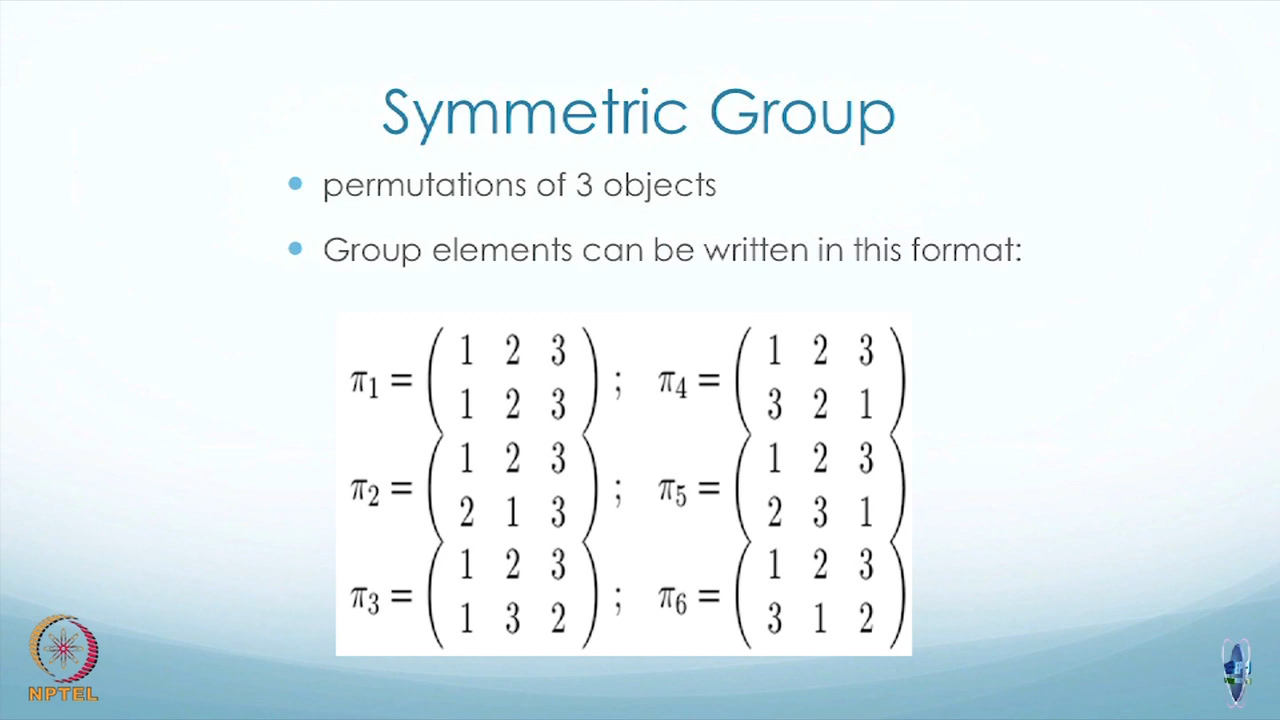 Symmetric Group
• permutations of 3 objects
• Group elements can be written in this format:
π₁ = ( 1 2 3 ; 1 2 3 ) ; π₄ = ( 1 2 3 ; 3 2 1 )
π₂ = ( 1 2 3 ; 2 1 3 ) ; π₅ = ( 1 2 3 ; 2 3 1 )
π₃ = ( 1 2 3 ; 1 3 2 ) ; π₆ = ( 1 2 3 ; 3 1 2 )
NPTEL